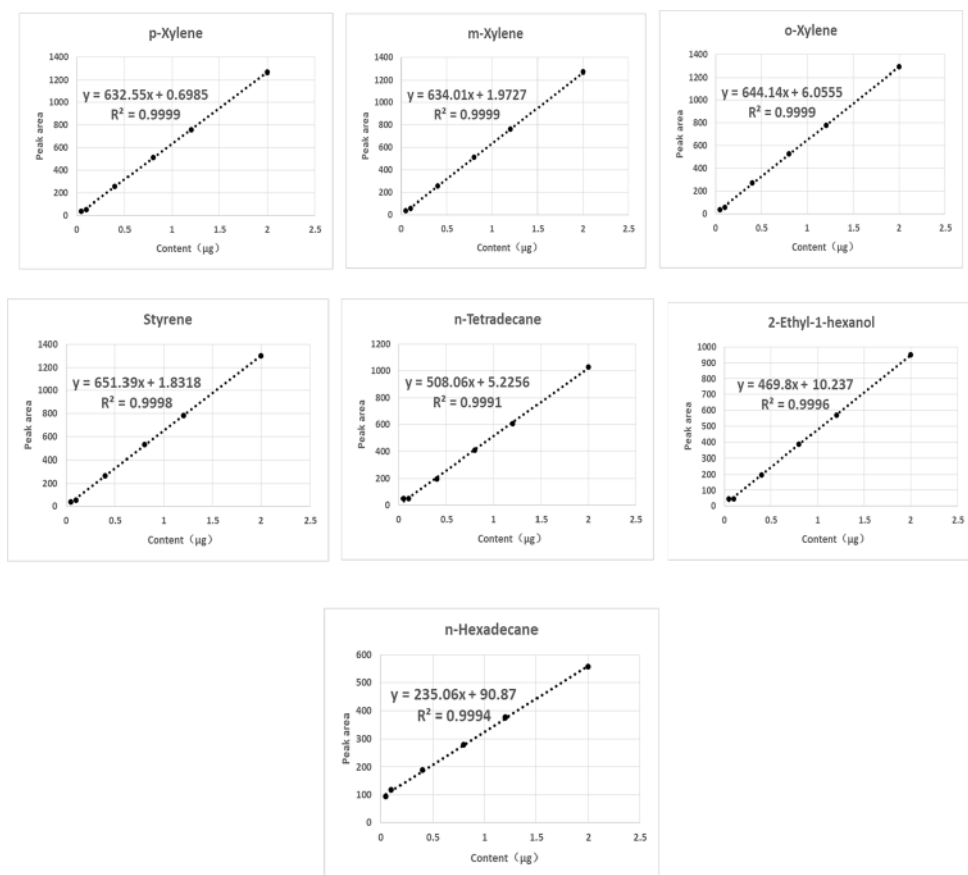 p-Xylene
1400
1200
1000
800
600
400
200
0
y = 632.55x + 0.6985
R² = 0.9999
Peak area
0 0.5 1 1.5 2 2.5
Content（μg）
m-Xylene
1400
1200
1000
800
600
400
200
0
y = 634.01x + 1.9727
R² = 0.9999
Peak area
0 0.5 1 1.5 2 2.5
Content（μg）
o-Xylene
1400
1200
1000
800
600
400
200
0
y = 644.14x + 6.0555
R² = 0.9999
Peak area
0 0.5 1 1.5 2 2.5
Content（μg）
Styrene
1400
1200
1000
800
600
400
200
0
y = 651.39x + 1.8318
R² = 0.9998
Peak area
0 0.5 1 1.5 2 2.5
Content（μg）
n-Tetradecane
1200
1000
800
600
400
200
0
y = 508.06x + 5.2256
R² = 0.9991
Peak area
0 0.5 1 1.5 2 2.5
Content（μg）
2-Ethyl-1-hexanol
1000
900
800
700
600
500
400
300
200
100
0
y = 469.8x + 10.237
R² = 0.9996
Peak area
0 0.5 1 1.5 2 2.5
Content（μg）
n-Hexadecane
600
500
400
300
200
100
0
y = 235.06x + 90.87
R² = 0.9994
Peak area
0 0.5 1 1.5 2 2.5
Content（μg）